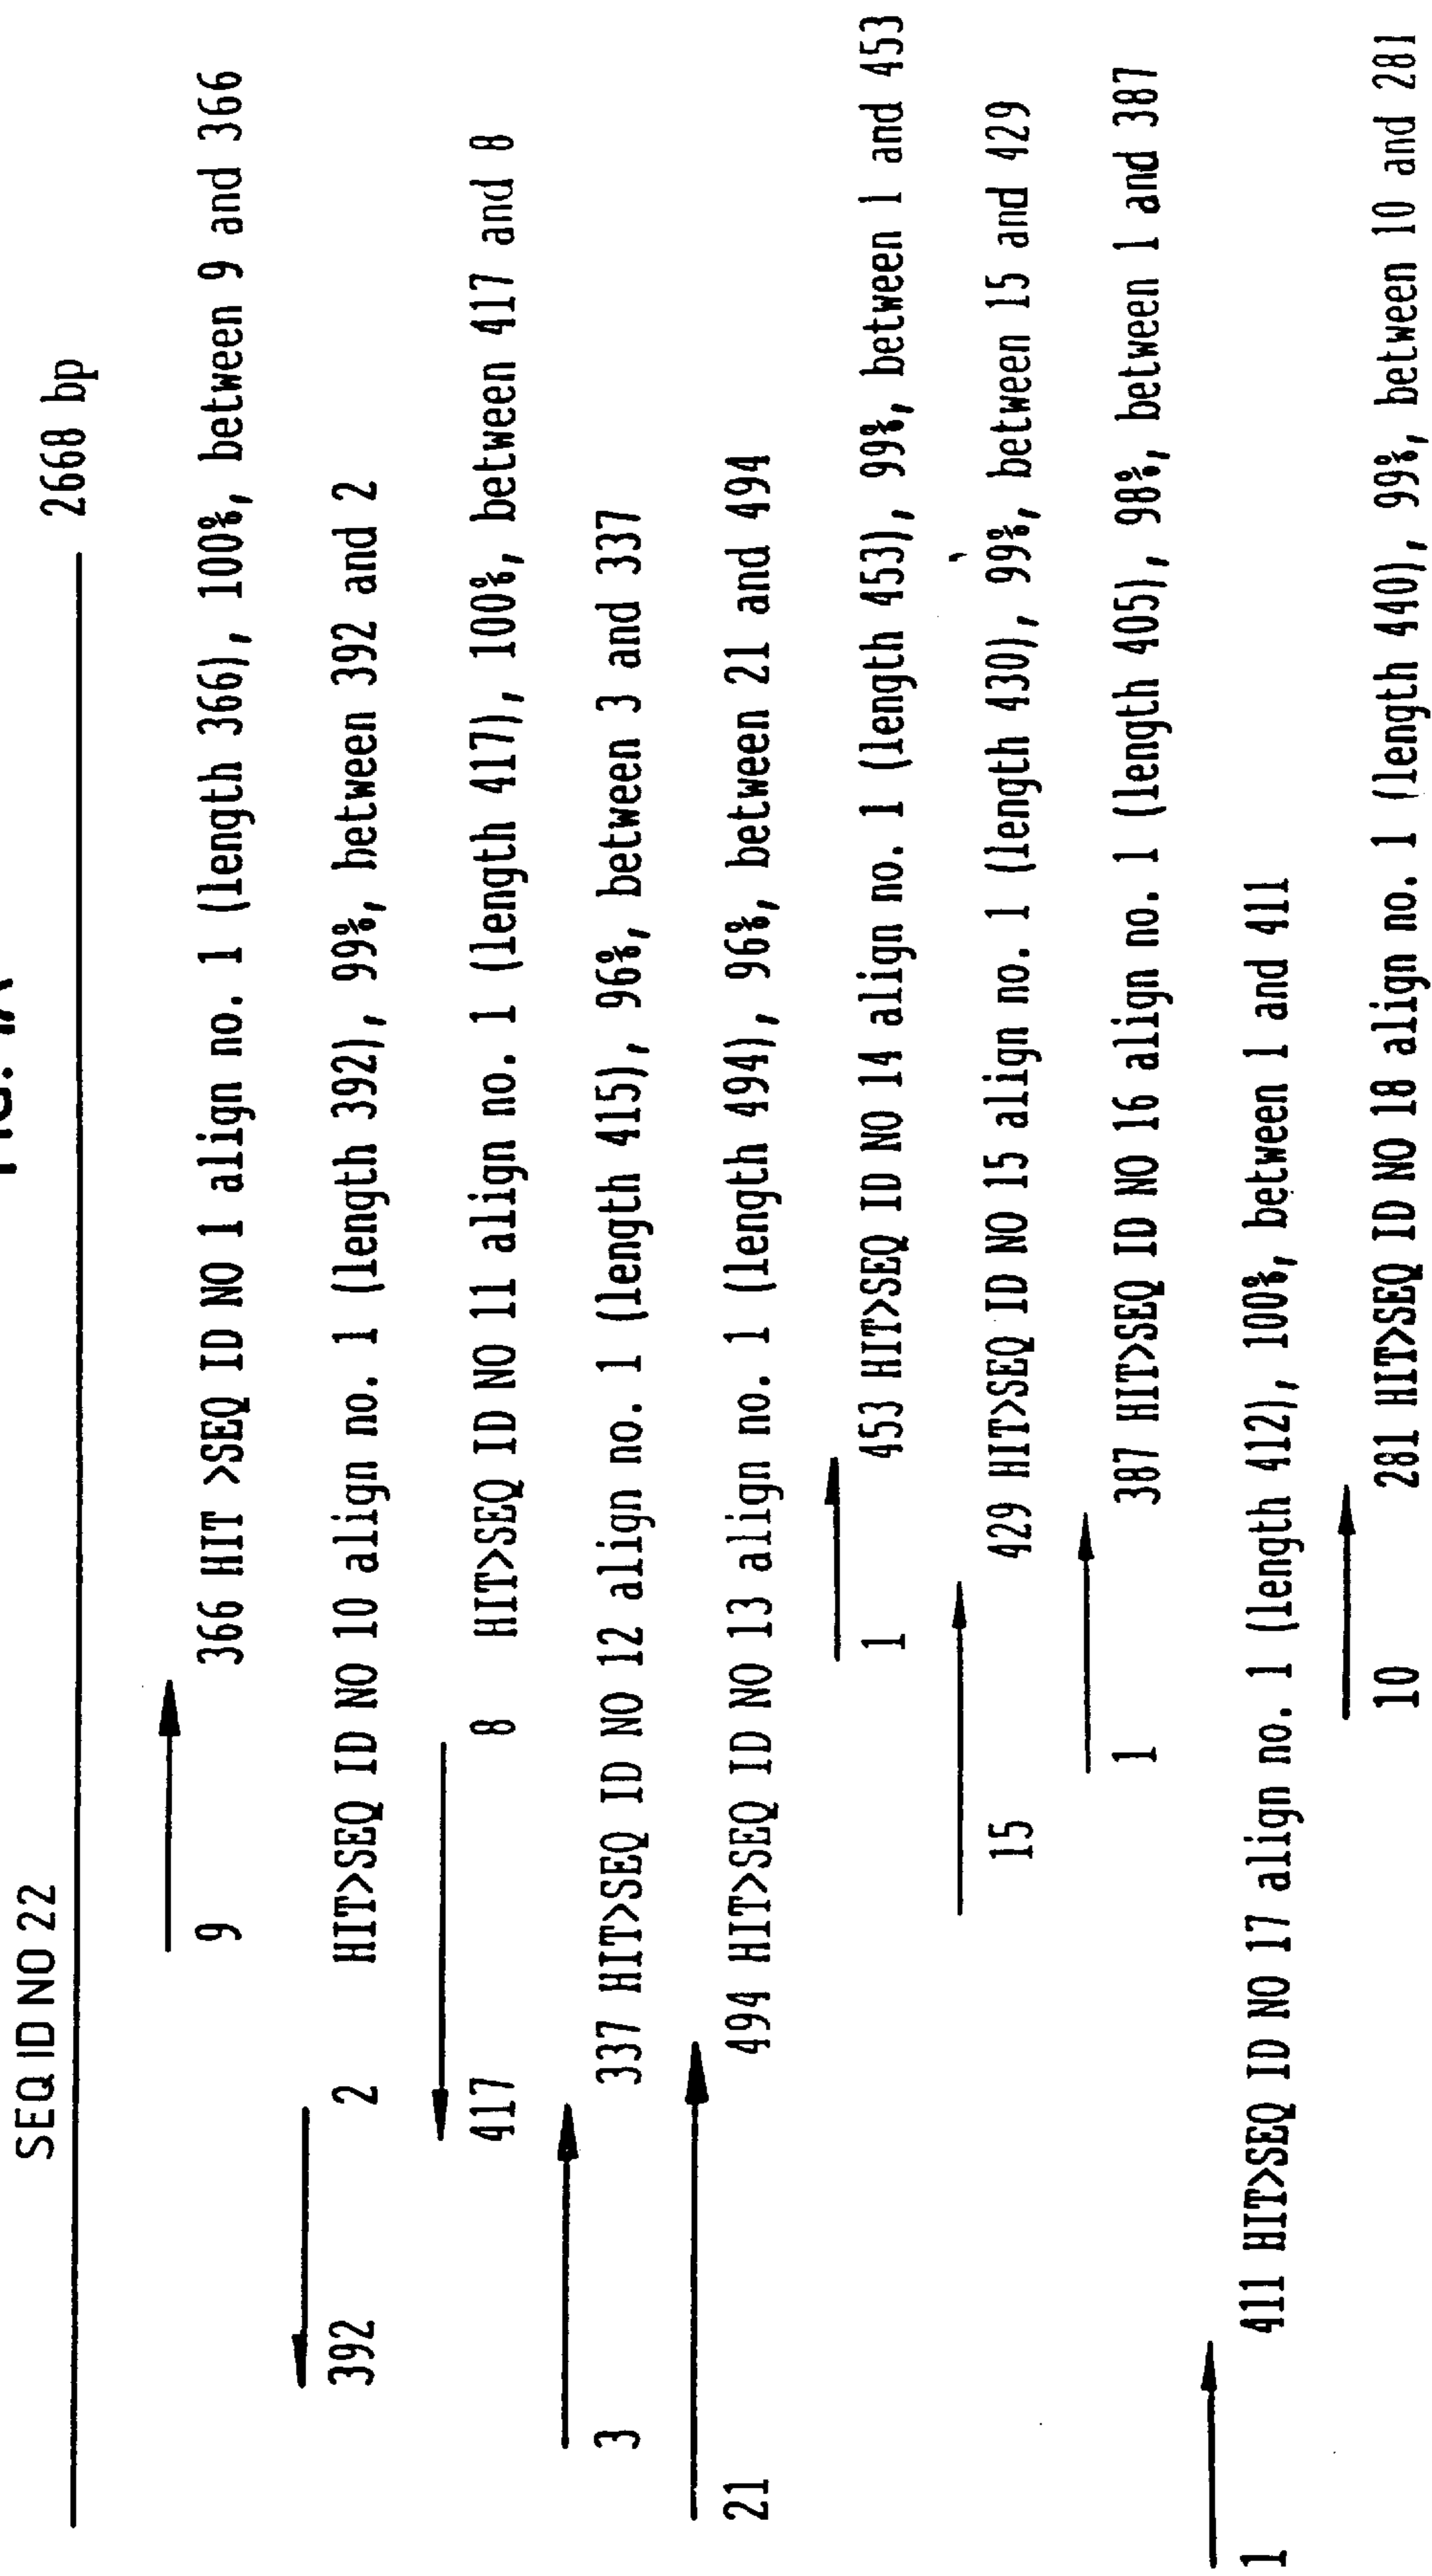 SEQ ID NO 22
2668 bp
9
366 HIT >SEQ ID NO 1 align no. 1 (length 366), 100%, between 9 and 366
392
2
HIT>SEQ ID NO 10 align no. 1 (length 392), 99%, between 392 and 2
417
8
HIT>SEQ ID NO 11 align no. 1 (length 417), 100%, between 417 and 8
3
337 HIT>SEQ ID NO 12 align no. 1 (length 415), 96%, between 3 and 337
21
494 HIT>SEQ ID NO 13 align no. 1 (length 494), 96%, between 21 and 494
1
453 HIT>SEQ ID NO 14 align no. 1 (length 453), 99%, between 1 and 453
15
429 HIT>SEQ ID NO 15 align no. 1 (length 430), 99%, between 15 and 429
1
387 HIT>SEQ ID NO 16 align no. 1 (length 405), 98%, between 1 and 387
1
411 HIT>SEQ ID NO 17 align no. 1 (length 412), 100%, between 1 and 411
10
281 HIT>SEQ ID NO 18 align no. 1 (length 440), 99%, between 10 and 281